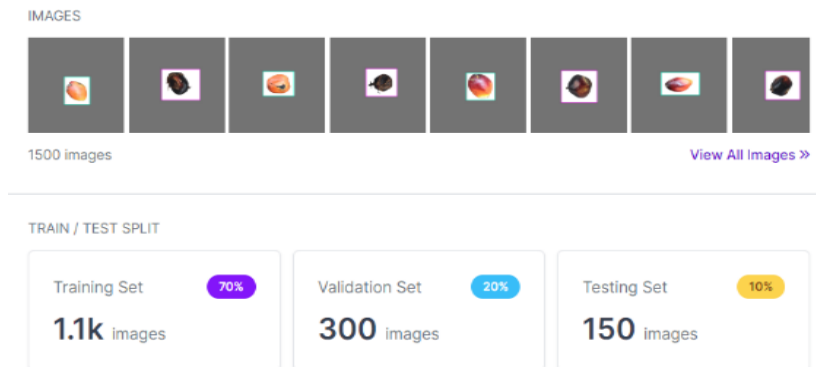 IMAGES
1500 images
View All Images »
TRAIN / TEST SPLIT
Training Set 70%
1.1k images
Validation Set 20%
300 images
Testing Set 10%
150 images